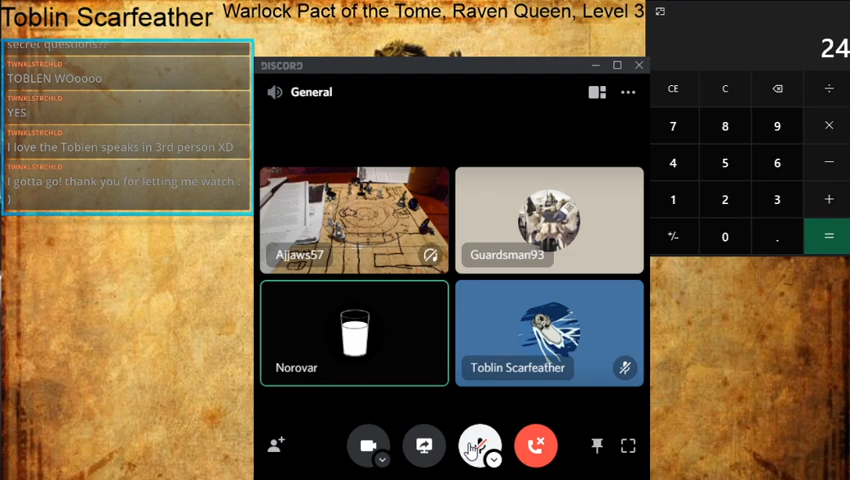 Toblin Scarfeather
Warlock Pact of the Tome, Raven Queen, Level 3
secret questions??
TWNKLSTRCHLD
TOBLEN WOoooo
TWNKLSTRCHLD
YES
TWNKLSTRCHLD
I love the Toblen speaks in 3rd person XD
TWNKLSTRCHLD
I gotta go! thank you for letting me watch :
)
DISCORD
General
Ajjaws57
Guardsman93
Norovar
Toblin Scarfeather
24
CE C ÷
7 8 9 ×
4 5 6 −
1 2 3 +
+/− 0 . =